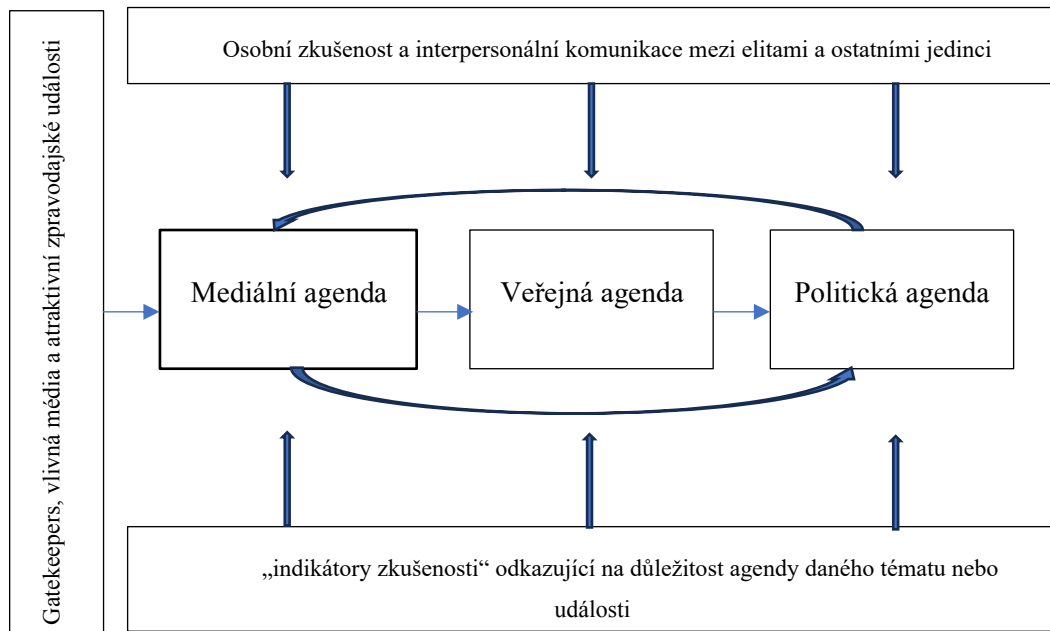 Gatekeepers, vlivná média a atraktivní zpravodajské události
Osobní zkušenost a interpersonální komunikace mezi elitami a ostatními jedinci
Mediální agenda
Veřejná agenda
Politická agenda
„indikátory zkušenosti“ odkazující na důležitost agendy daného tématu nebo
události